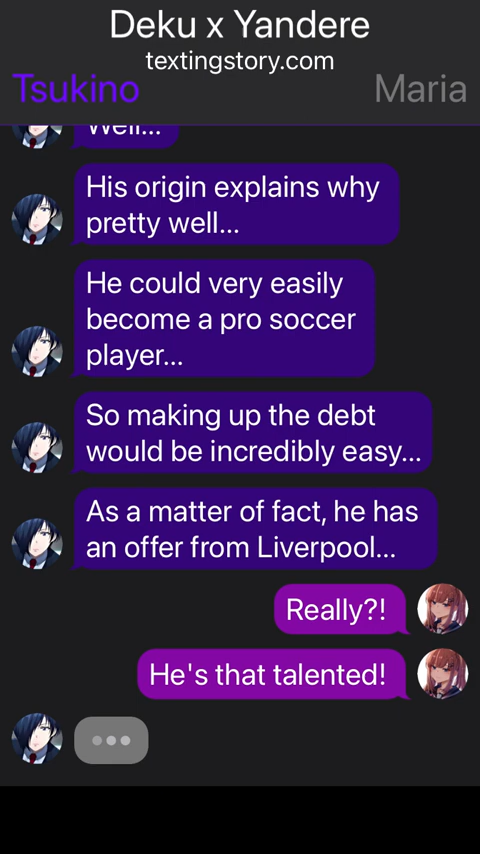 Deku x Yandere
textingstory.com
Tsukino
Maria
Well...
His origin explains why
pretty well...
He could very easily
become a pro soccer
player...
So making up the debt
would be incredibly easy...
As a matter of fact, he has
an offer from Liverpool...
Really?!
He's that talented!